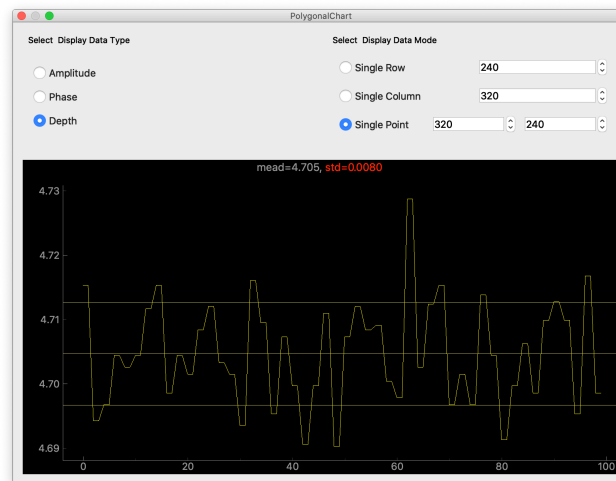 PolygonalChart
Select Display Data Type
Select Display Data Mode
Amplitude
Single Row 240
Phase
Single Column 320
Depth
Single Point 320 240
mead=4.705, std=0.0080
4.73
4.72
4.71
4.70
4.69
0 20 40 60 80 100